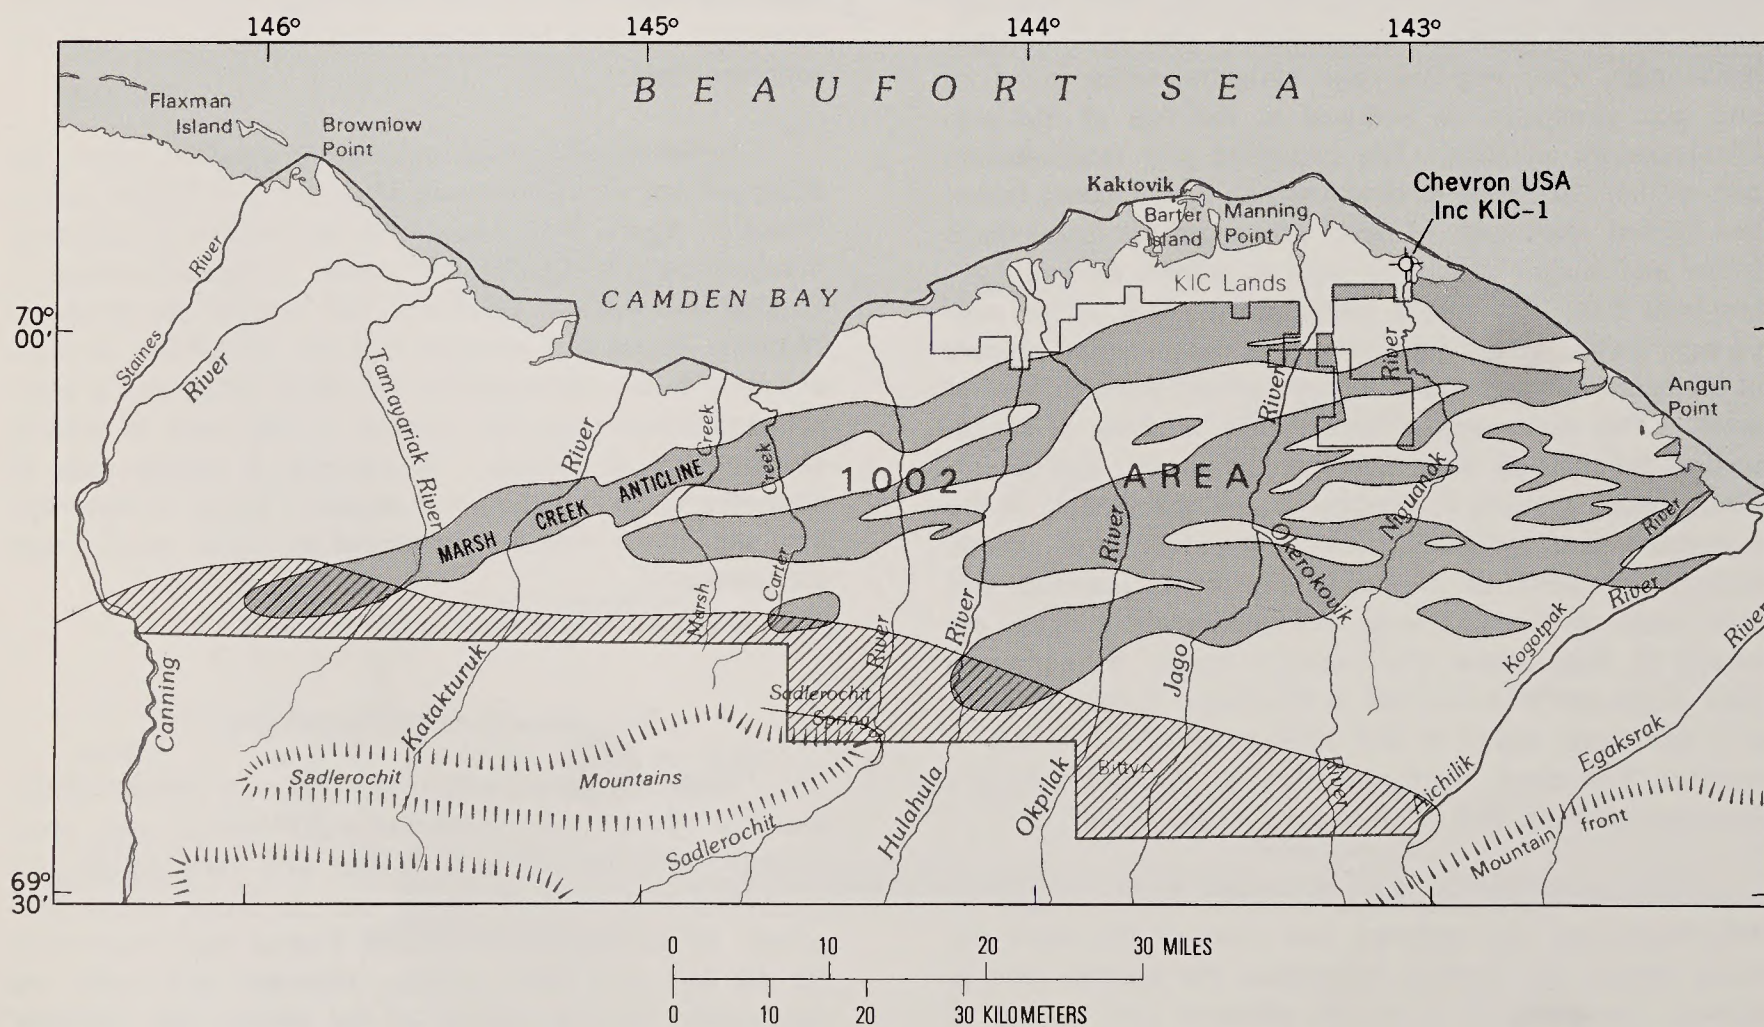 146° 145° 144° 143°
BEAUFORT SEA
Flaxman
Island
Brownlow
Point
Kaktovik
Barter
Island
Manning
Point
Chevron USA
Inc KIC-1
KIC Lands
CAMDEN BAY
70°
00'
Staines
River
River
Tamayariak River
River
Creek
Creek
River
River
Angun
Point
MARSH CREEK ANTICLINE
1002 AREA
Marsh
Carter
River
River
River
Okerokovik
Niguanak
River
River
River
Kogotpak
Canning
Katakturuk
Sadlerochit
Spring
Jago
Sadlerochit Mountains
Bitty
River
Aichilik
Egaksrak
Sadlerochit
Hulahula
Okpilak
Mountain front
69°
30'
0 10 20 30 MILES
0 10 20 30 KILOMETERS